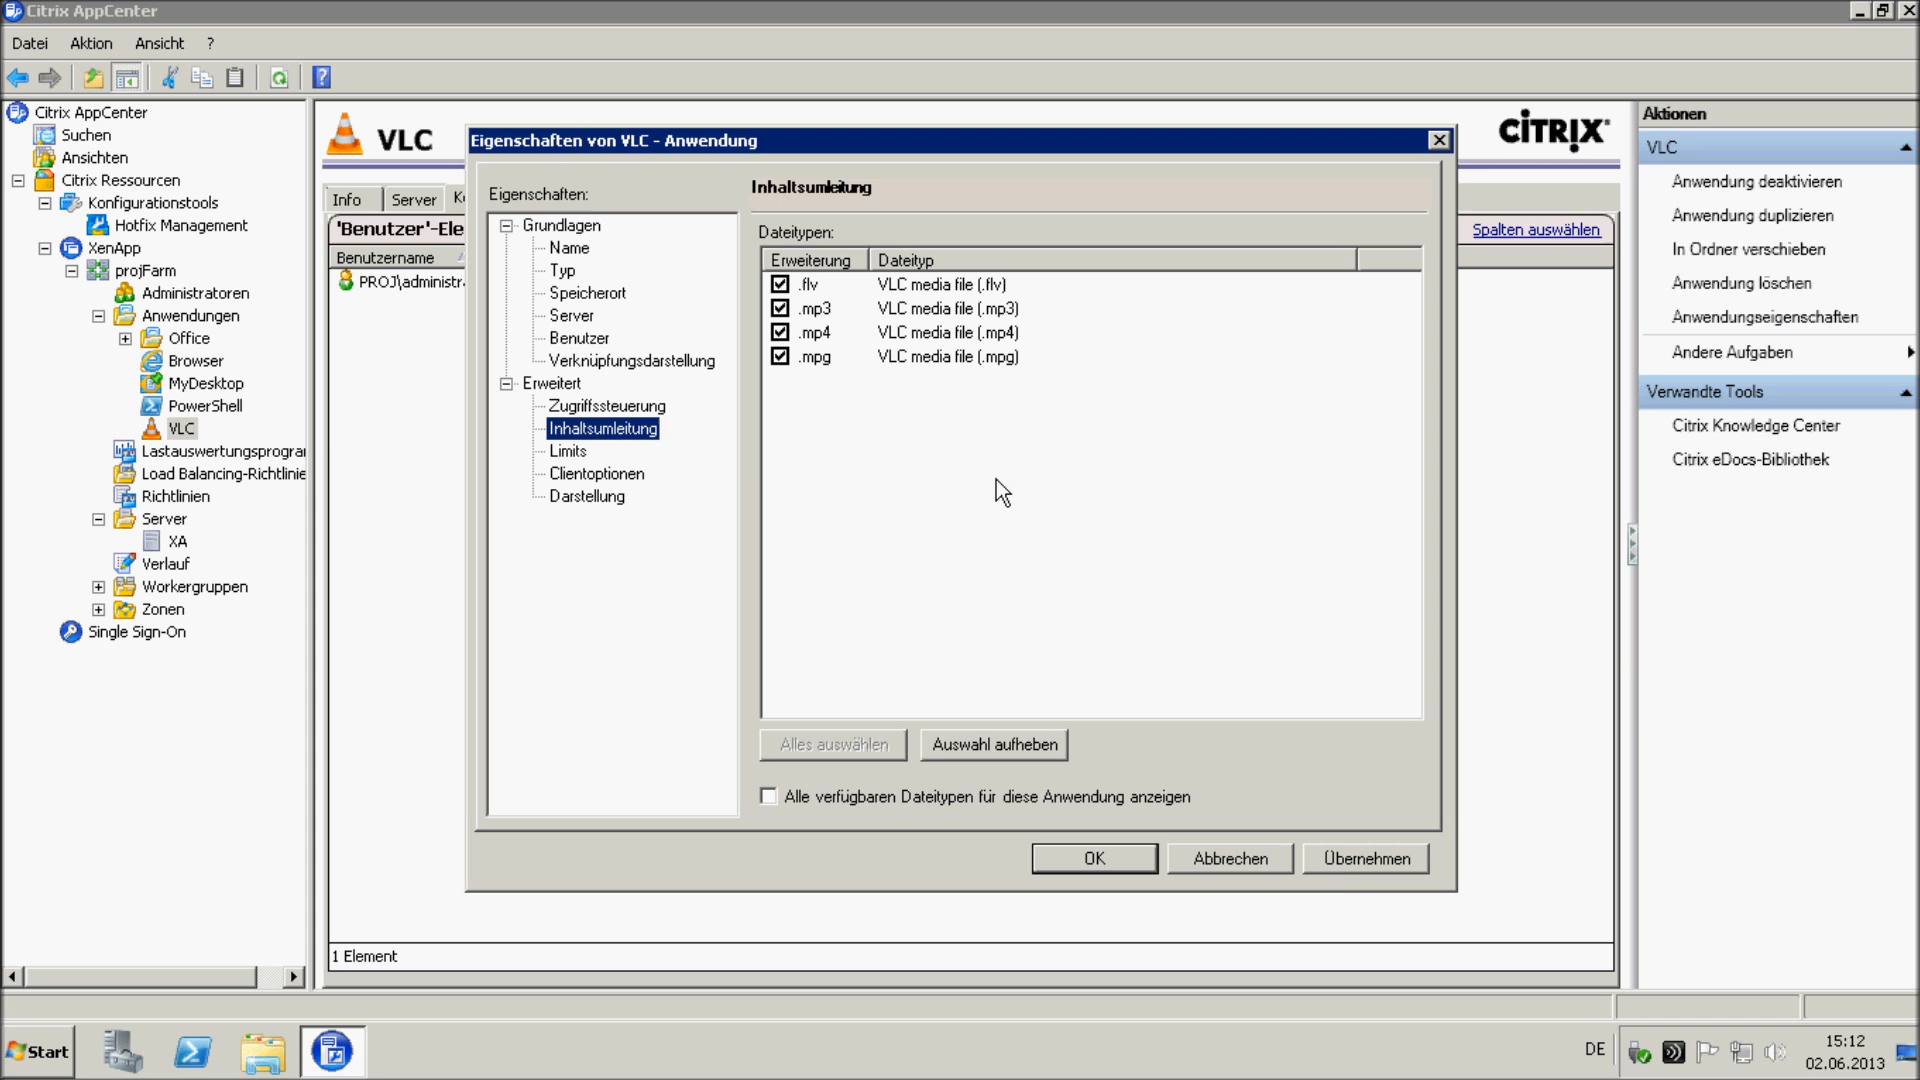 Citrix AppCenter
Datei Aktion Ansicht ?
Citrix AppCenter
Suchen
Ansichten
Citrix Ressourcen
Konfigurationstools
Hotfix Management
XenApp
projFarm
Administratoren
Anwendungen
Office
Browser
MyDesktop
PowerShell
VLC
Lastauswertungsprogra
Load Balancing-Richtlinie
Richtlinien
Server
XA
Verlauf
Workergruppen
Zonen
Single Sign-On
VLC
CİTRIX
Info Server
'Benutzer'-Ele
Spalten auswählen
Benutzername
PROJ\administr
1 Element
Eigenschaften von VLC - Anwendung
Eigenschaften:
Grundlagen
Name
Typ
Speicherort
Server
Benutzer
Verknüpfungsdarstellung
Erweitert
Zugriffssteuerung
Inhaltsumleitung
Limits
Clientoptionen
Darstellung
Inhaltsumleitung
Dateitypen:
Erweiterung Dateityp
.flv VLC media file (.flv)
.mp3 VLC media file (.mp3)
.mp4 VLC media file (.mp4)
.mpg VLC media file (.mpg)
Alles auswählen Auswahl aufheben
Alle verfügbaren Dateitypen für diese Anwendung anzeigen
OK Abbrechen Übernehmen
Aktionen
VLC
Anwendung deaktivieren
Anwendung duplizieren
In Ordner verschieben
Anwendung löschen
Anwendungseigenschaften
Andere Aufgaben
Verwandte Tools
Citrix Knowledge Center
Citrix eDocs-Bibliothek
Start
DE
15:12
02.06.2013